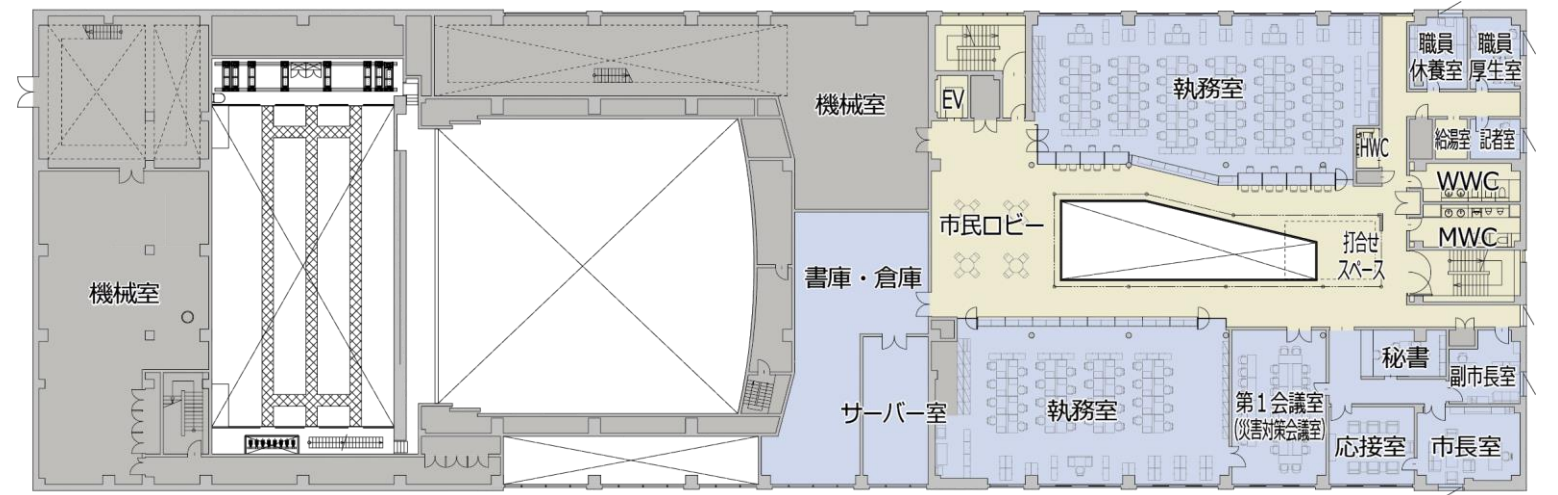 職員
休養室
職員
厚生室
執務室
機械室
EV
HWC
給湯室
記者室
WWC
市民ロビー
MWC
打合せ
スペース
書庫・倉庫
機械室
秘書
副市長室
サーバー室
執務室
第1会議室
(災害対策会議室)
応接室
市長室